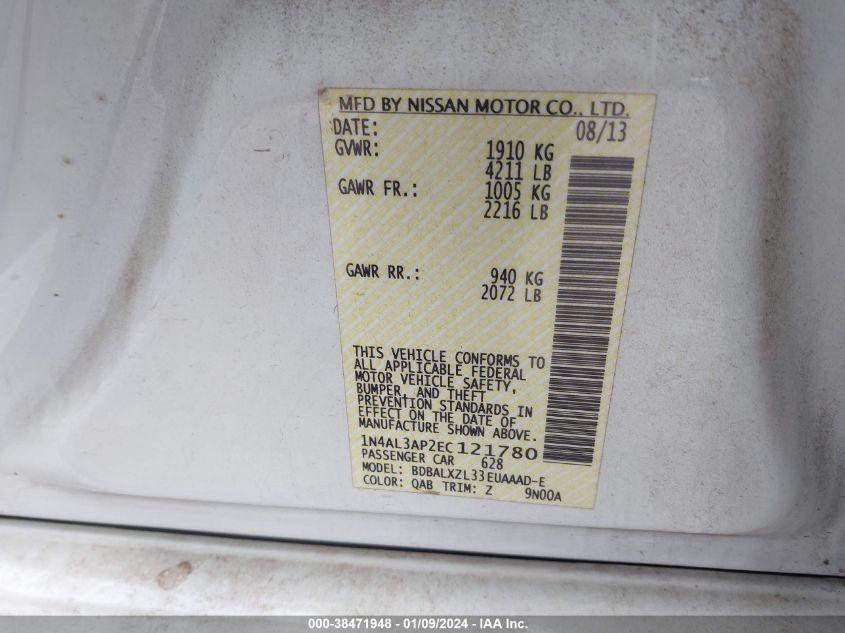 MFD BY NISSAN MOTOR CO., LTD.
DATE: 08/13
GVWR: 1910 KG
4211 LB
GAWR FR.: 1005 KG
2216 LB
GAWR RR.: 940 KG
2072 LB
THIS VEHICLE CONFORMS TO
ALL APPLICABLE FEDERAL
MOTOR VEHICLE SAFETY,
BUMPER, AND THEFT
PREVENTION STANDARDS IN
EFFECT ON THE DATE OF
MANUFACTURE SHOWN ABOVE.
1N4AL3AP2EC121780
PASSENGER CAR 628
MODEL: BDBALXZL33EUAAAD-E
COLOR: QAB TRIM: Z 9N00A
000-38471948 | 01/09/2024 | IAA Inc.